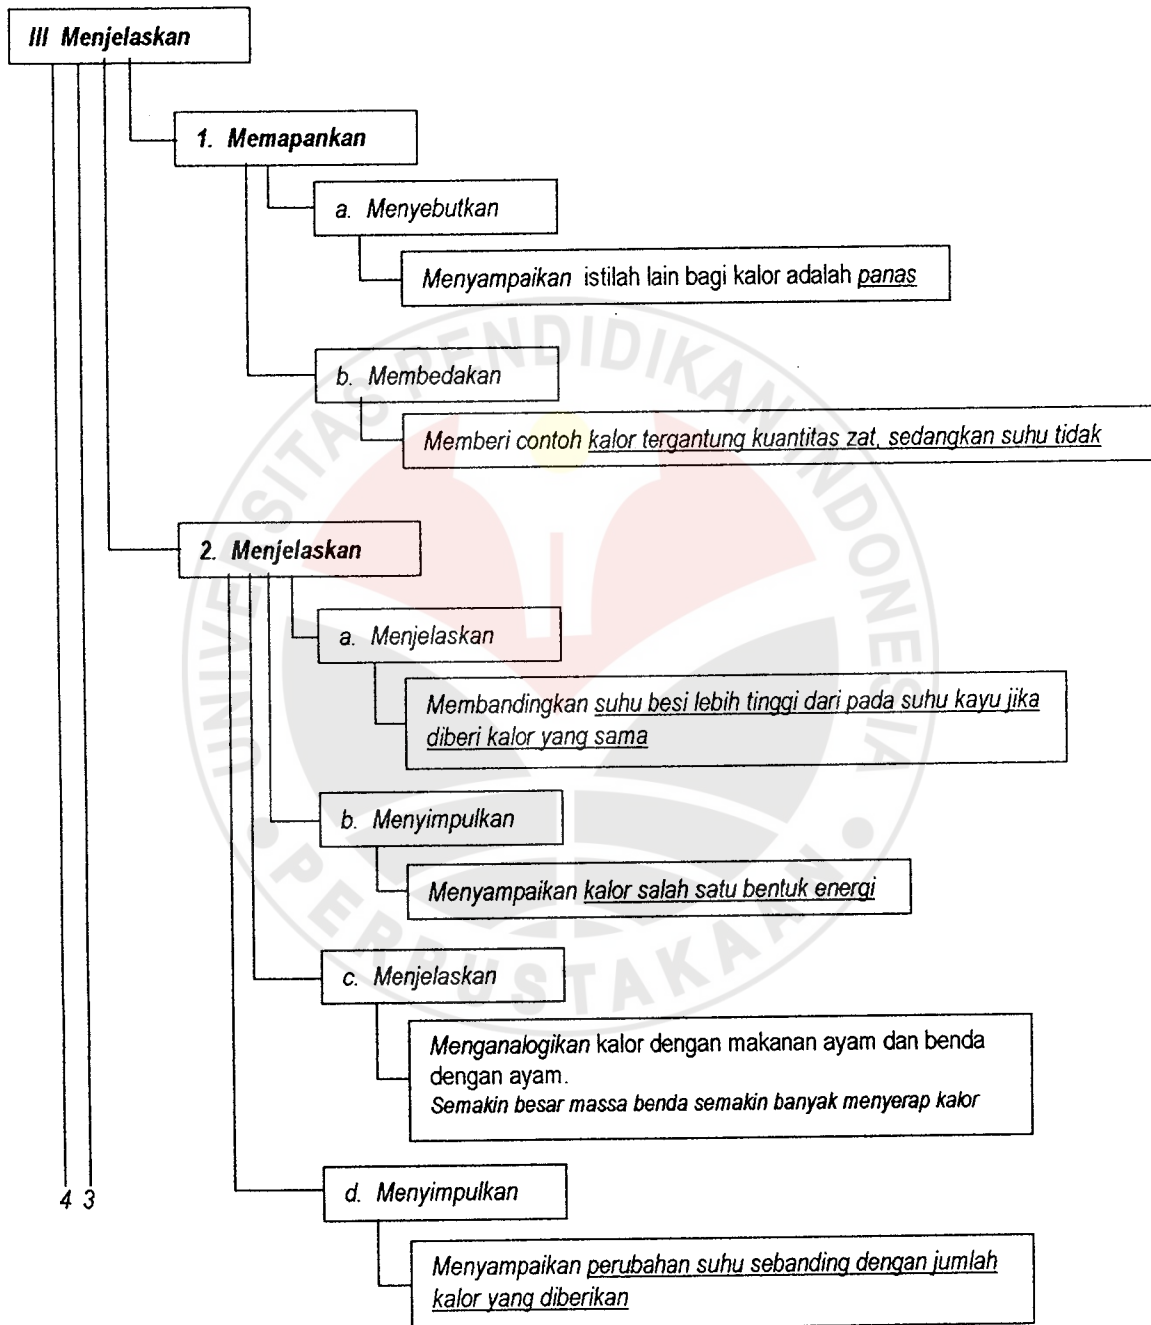 III Menjelaskan
1. Memapankan
a. Menyebutkan
Menyampaikan istilah lain bagi kalor adalah panas
b. Membedakan
Memberi contoh kalor tergantung kuantitas zat, sedangkan suhu tidak
2. Menjelaskan
a. Menjelaskan
Membandingkan suhu besi lebih tinggi dari pada suhu kayu jika
diberi kalor yang sama
b. Menyimpulkan
Menyampaikan kalor salah satu bentuk energi
c. Menjelaskan
Menganalogikan kalor dengan makanan ayam dan benda
dengan ayam.
Semakin besar massa benda semakin banyak menyerap kalor
4 3
d. Menyimpulkan
Menyampaikan perubahan suhu sebanding dengan jumlah
kalor yang diberikan
UNIVERSITAS PENDIDIKAN INDONESIA
PERPUSTAKAAN